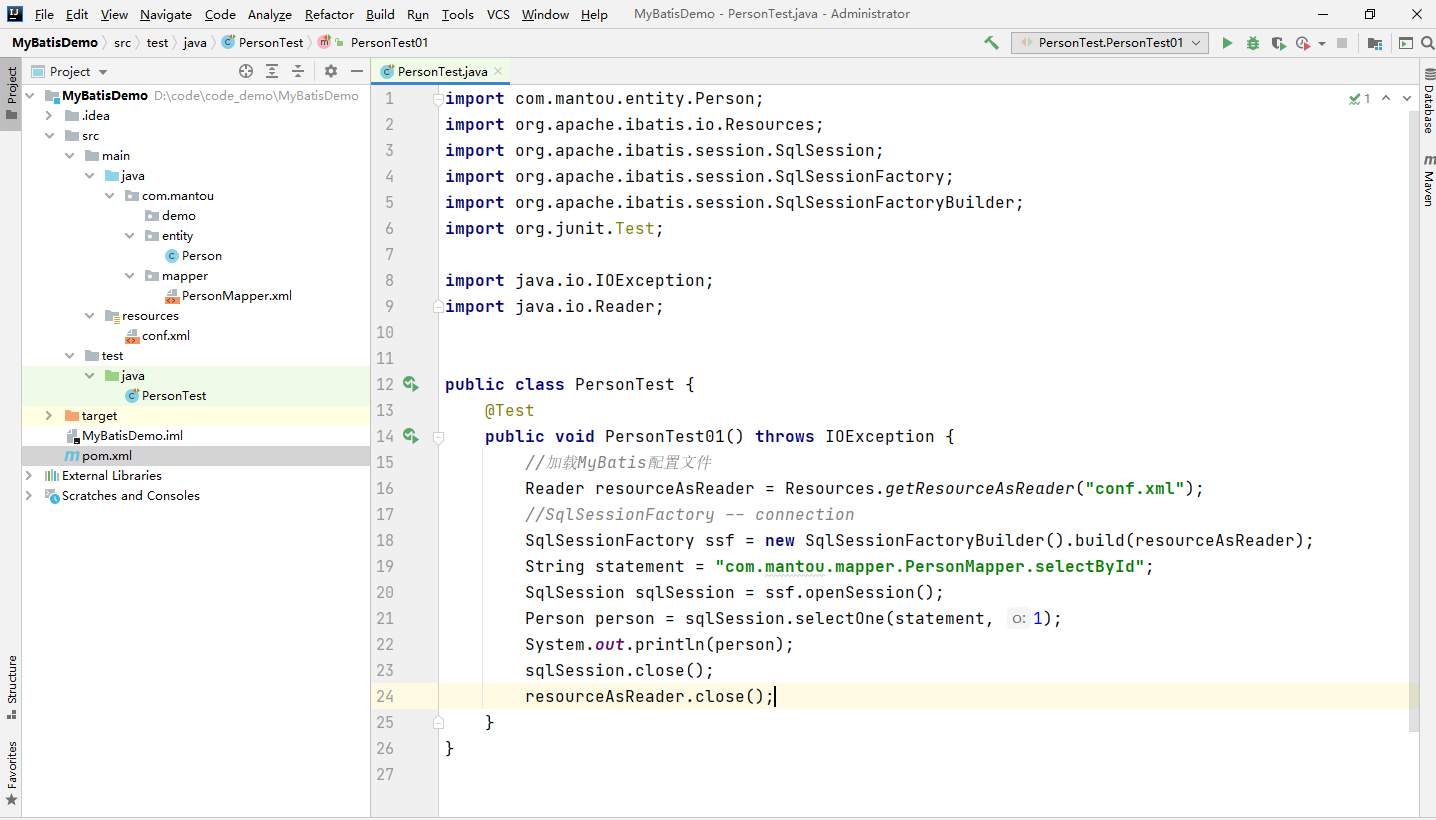 File Edit View Navigate Code Analyze Refactor Build Run Tools VCS Window Help MyBatisDemo - PersonTest.java - Administrator
MyBatisDemo src test java PersonTest m PersonTest01 PersonTest.PersonTest01
Project
Project
MyBatisDemo D:\code\code_demo\MyBatisDemo
.idea
src
main
java
com.mantou
demo
entity
Person
mapper
PersonMapper.xml
resources
conf.xml
test
java
PersonTest
target
MyBatisDemo.iml
pom.xml
External Libraries
Scratches and Consoles
Structure
Favorites
PersonTest.java
1 import com.mantou.entity.Person;
2 import org.apache.ibatis.io.Resources;
3 import org.apache.ibatis.session.SqlSession;
4 import org.apache.ibatis.session.SqlSessionFactory;
5 import org.apache.ibatis.session.SqlSessionFactoryBuilder;
6 import org.junit.Test;
7
8 import java.io.IOException;
9 import java.io.Reader;
10
11
12 public class PersonTest {
13 @Test
14 public void PersonTest01() throws IOException {
15 //加载MyBatis配置文件
16 Reader resourceAsReader = Resources.getResourceAsReader("conf.xml");
17 //SqlSessionFactory -- connection
18 SqlSessionFactory ssf = new SqlSessionFactoryBuilder().build(resourceAsReader);
19 String statement = "com.mantou.mapper.PersonMapper.selectById";
20 SqlSession sqlSession = ssf.openSession();
21 Person person = sqlSession.selectOne(statement, o: 1);
22 System.out.println(person);
23 sqlSession.close();
24 resourceAsReader.close();
25 }
26 }
27
1
Database
Maven